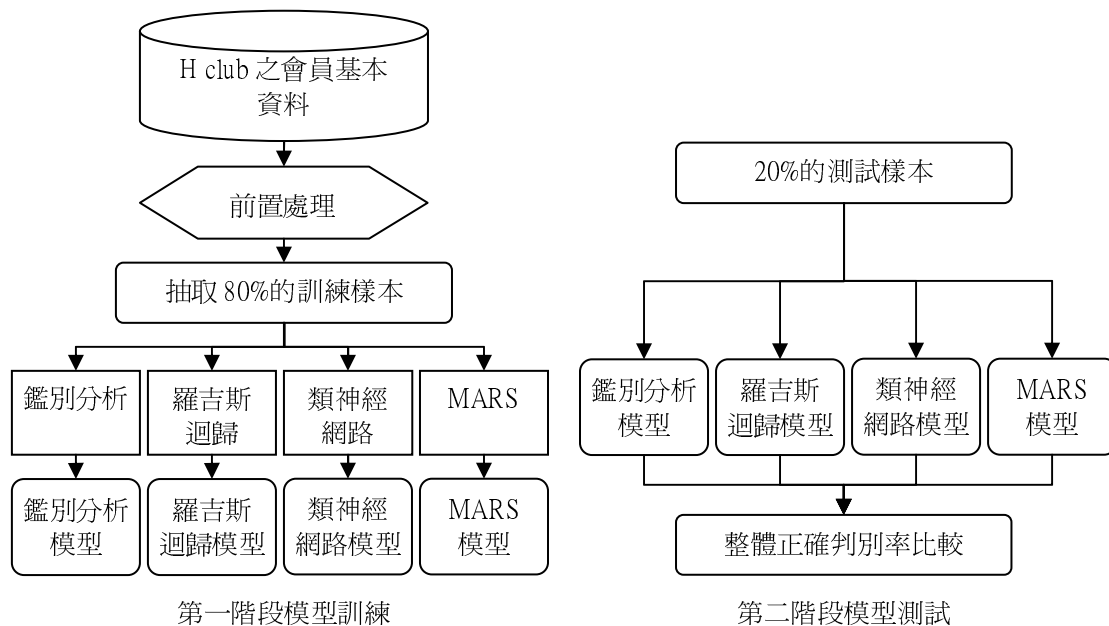 H club 之會員基本
資料
前置處理
抽取 80%的訓練樣本
鑑別分析
羅吉斯
迴歸
類神經
網路
MARS
鑑別分析
模型
羅吉斯
迴歸模型
類神經
網路模型
MARS
模型
第一階段模型訓練
20%的測試樣本
鑑別分析
模型
羅吉斯
迴歸模型
類神經
網路模型
MARS
模型
整體正確判別率比較
第二階段模型測試